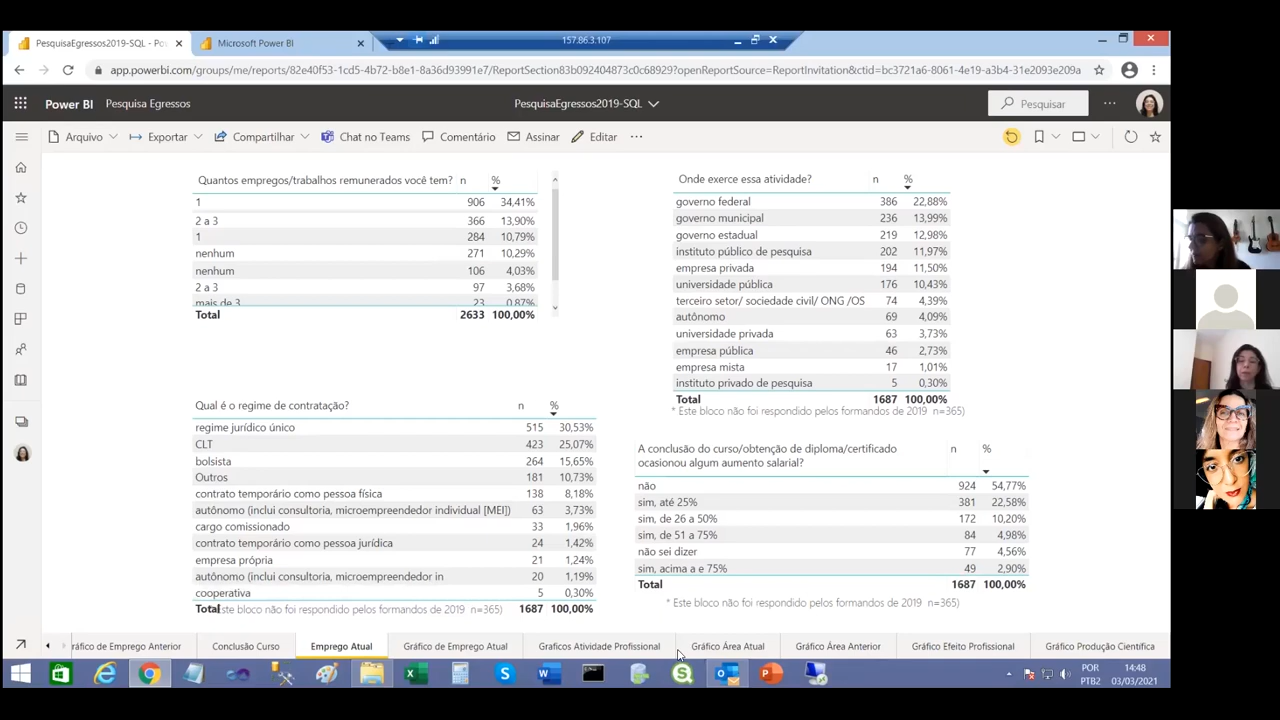 PesquisaEgressos2019-SQL - Po
Microsoft Power BI
157.86.3.107
app.powerbi.com/groups/me/reports/82e40f53-1cd5-4b72-b8e1-8a36d93991e7/ReportSection83b092404873c0c68929?openReportSource=ReportInvitation&ctid=bc3721a6-8061-4e19-a3b4-31e2093e209a
Power BI Pesquisa Egressos
PesquisaEgressos2019-SQL
Pesquisar
Arquivo Exportar Compartilhar Chat no Teams Comentário Assinar Editar
Quantos empregos/trabalhos remunerados você tem? n %
1 906 34,41%
2 a 3 366 13,90%
1 284 10,79%
nenhum 271 10,29%
nenhum 106 4,03%
2 a 3 97 3,68%
mais de 3 23 0,87%
Total 2633 100,00%
Onde exerce essa atividade? n %
governo federal 386 22,88%
governo municipal 236 13,99%
governo estadual 219 12,98%
instituto público de pesquisa 202 11,97%
empresa privada 194 11,50%
universidade pública 176 10,43%
terceiro setor/ sociedade civil/ ONG /OS 74 4,39%
autônomo 69 4,09%
universidade privada 63 3,73%
empresa pública 46 2,73%
empresa mista 17 1,01%
instituto privado de pesquisa 5 0,30%
Total 1687 100,00%
* Este bloco não foi respondido pelos formandos de 2019 n=365)
Qual é o regime de contratação? n %
regime jurídico único 515 30,53%
CLT 423 25,07%
bolsista 264 15,65%
Outros 181 10,73%
contrato temporário como pessoa física 138 8,18%
autônomo (inclui consultoria, microempreendedor individual [MEI]) 63 3,73%
cargo comissionado 33 1,96%
contrato temporário como pessoa jurídica 24 1,42%
empresa própria 21 1,24%
autônomo (inclui consultoria, microempreendedor in 20 1,19%
cooperativa 5 0,30%
Total 1687 100,00%
Este bloco não foi respondido pelos formandos de 2019 n=365)
A conclusão do curso/obtenção de diploma/certificado
ocasionou algum aumento salarial? n %
não 924 54,77%
sim, até 25% 381 22,58%
sim, de 26 a 50% 172 10,20%
sim, de 51 a 75% 84 4,98%
não sei dizer 77 4,56%
sim, acima a e 75% 49 2,90%
Total 1687 100,00%
* Este bloco não foi respondido pelos formandos de 2019 n=365)
ráfico de Emprego Anterior Conclusão Curso Emprego Atual Gráfico de Emprego Atual Graficos Atividade Profissional Gráfico Área Atual Gráfico Área Anterior Gráfico Efeito Profissional Gráfico Produção Científica
POR 14:48
PTB2 03/03/2021